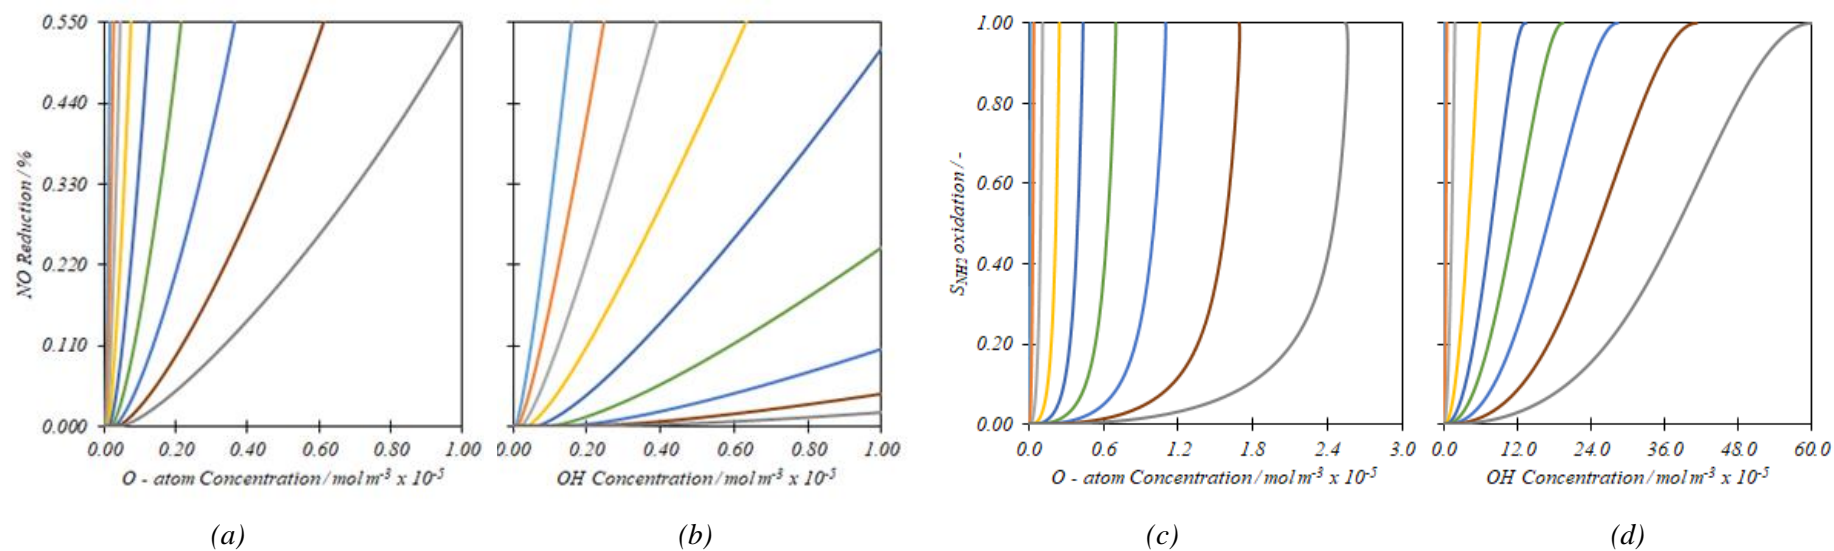 0.550
0.440
0.330
0.220
0.110
0.000
NO Reduction / %
0.00 0.20 0.40 0.60 0.80 1.00
O - atom Concentration / mol m⁻³ x 10⁻⁵
(a)
0.00 0.20 0.40 0.60 0.80 1.00
OH Concentration / mol m⁻³ x 10⁻⁵
(b)
1.00
0.80
0.60
0.40
0.20
0.00
S_NH2 oxidation / -
0.0 0.6 1.2 1.8 2.4 3.0
O - atom Concentration / mol m⁻³ x 10⁻⁵
(c)
0.0 12.0 24.0 36.0 48.0 60.0
OH Concentration / mol m⁻³ x 10⁻⁵
(d)